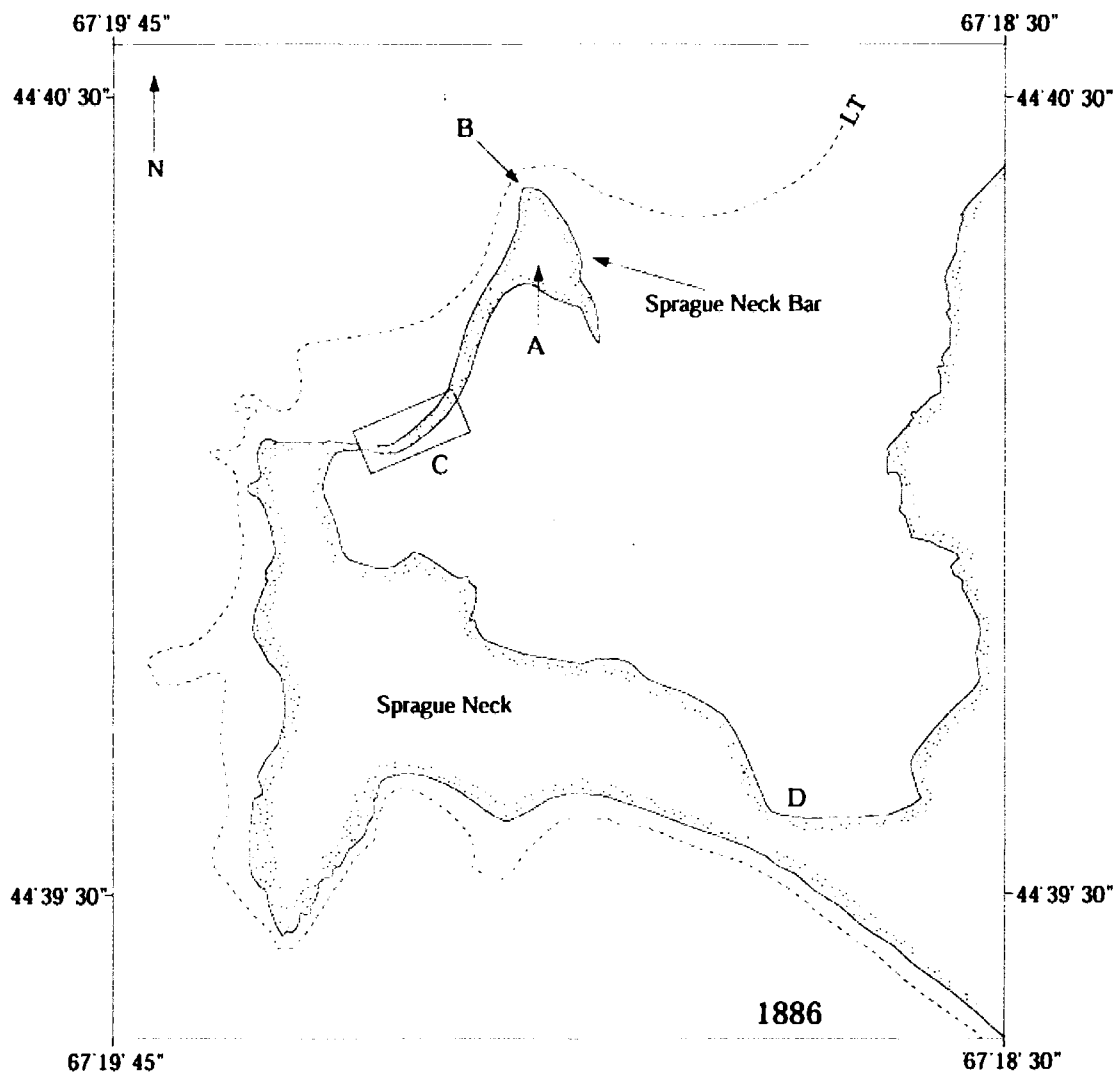 67°19' 45"
67°18' 30"
44°40' 30"
44°40' 30"
LT
B
N
Sprague Neck Bar
A
C
Sprague Neck
D
44°39' 30"
44°39' 30"
1886
67°19' 45"
67°18' 30"